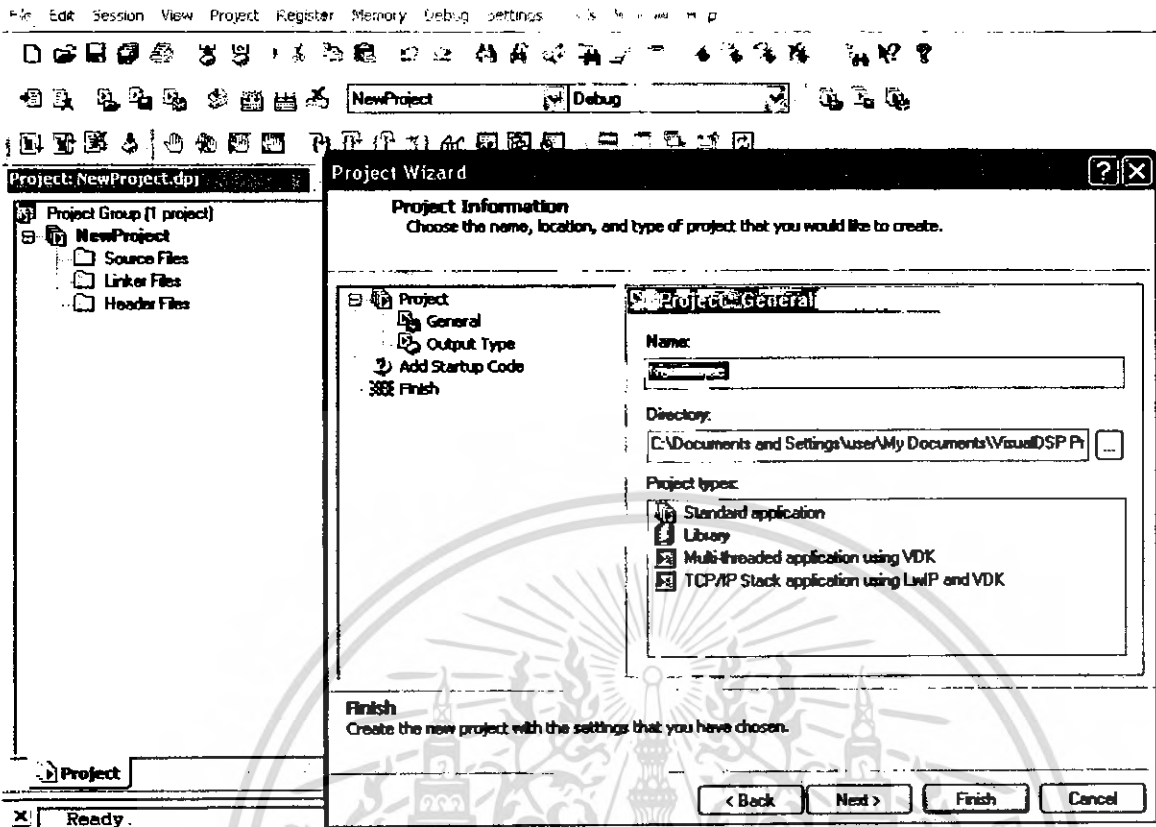 File Edit Session View Project Register Memory Debug Settings
NewProject Debug
Project: NewProject.dpj
Project Group (1 project)
NewProject
Source Files
Linker Files
Header Files
Project
Ready.
Project Wizard
Project Information
Choose the name, location, and type of project that you would like to create.
Project
General
Output Type
Add Startup Code
Finish
Project: General
Name:
Directory:
C:\Documents and Settings\user\My Documents\VisualDSP Pr
...
Project types:
Standard application
Library
Multi-threaded application using VDK
TCP/IP Stack application using LwIP and VDK
Finish
Create the new project with the settings that you have chosen.
< Back Next > Finish Cancel